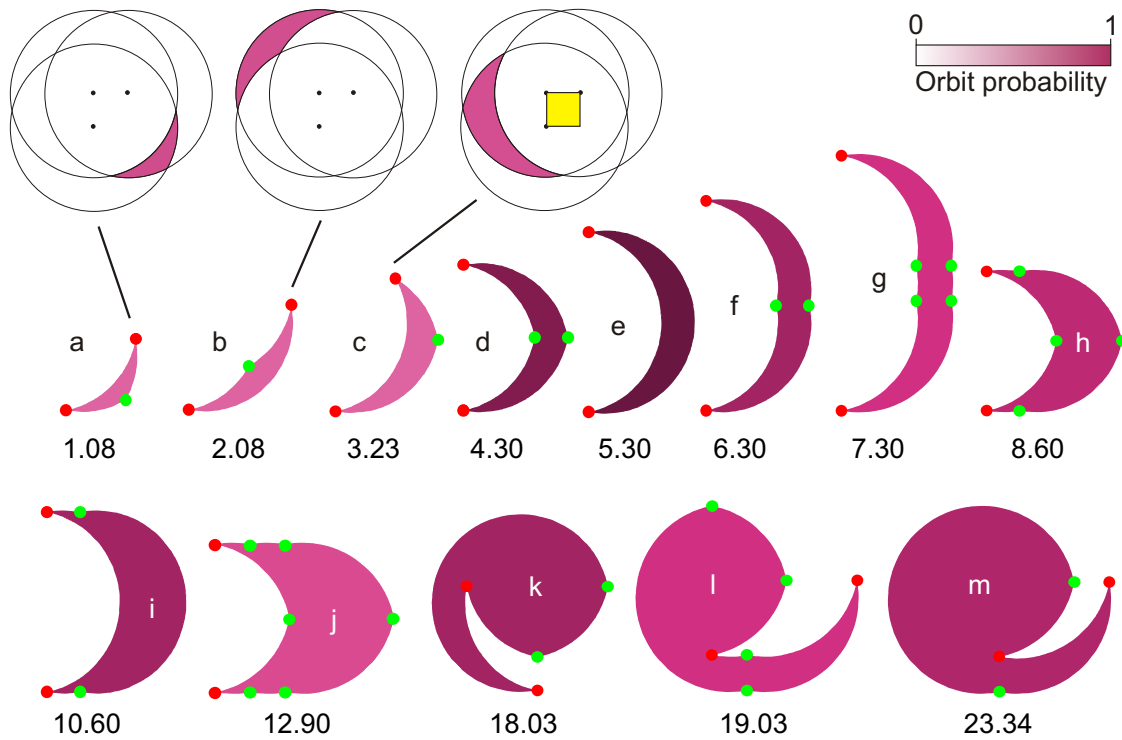 0 1
Orbit probability
a b c d e f g h
1.08 2.08 3.23 4.30 5.30 6.30 7.30 8.60
i j k l m
10.60 12.90 18.03 19.03 23.34